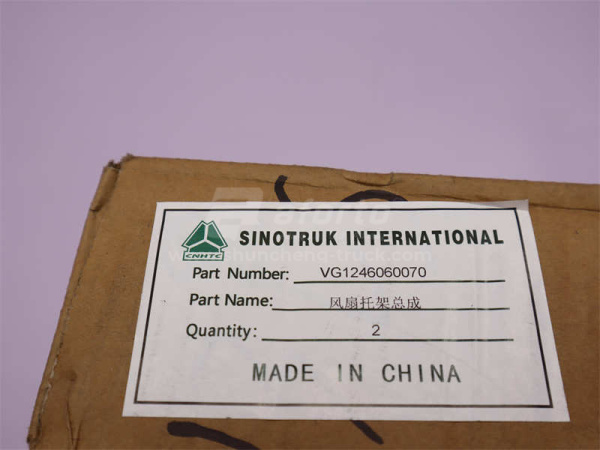 SINOTRUK INTERNATIONAL
CNHTC
Part Number: VG1246060070
Part Name: 风扇托架总成
Quantity: 2
MADE IN CHINA